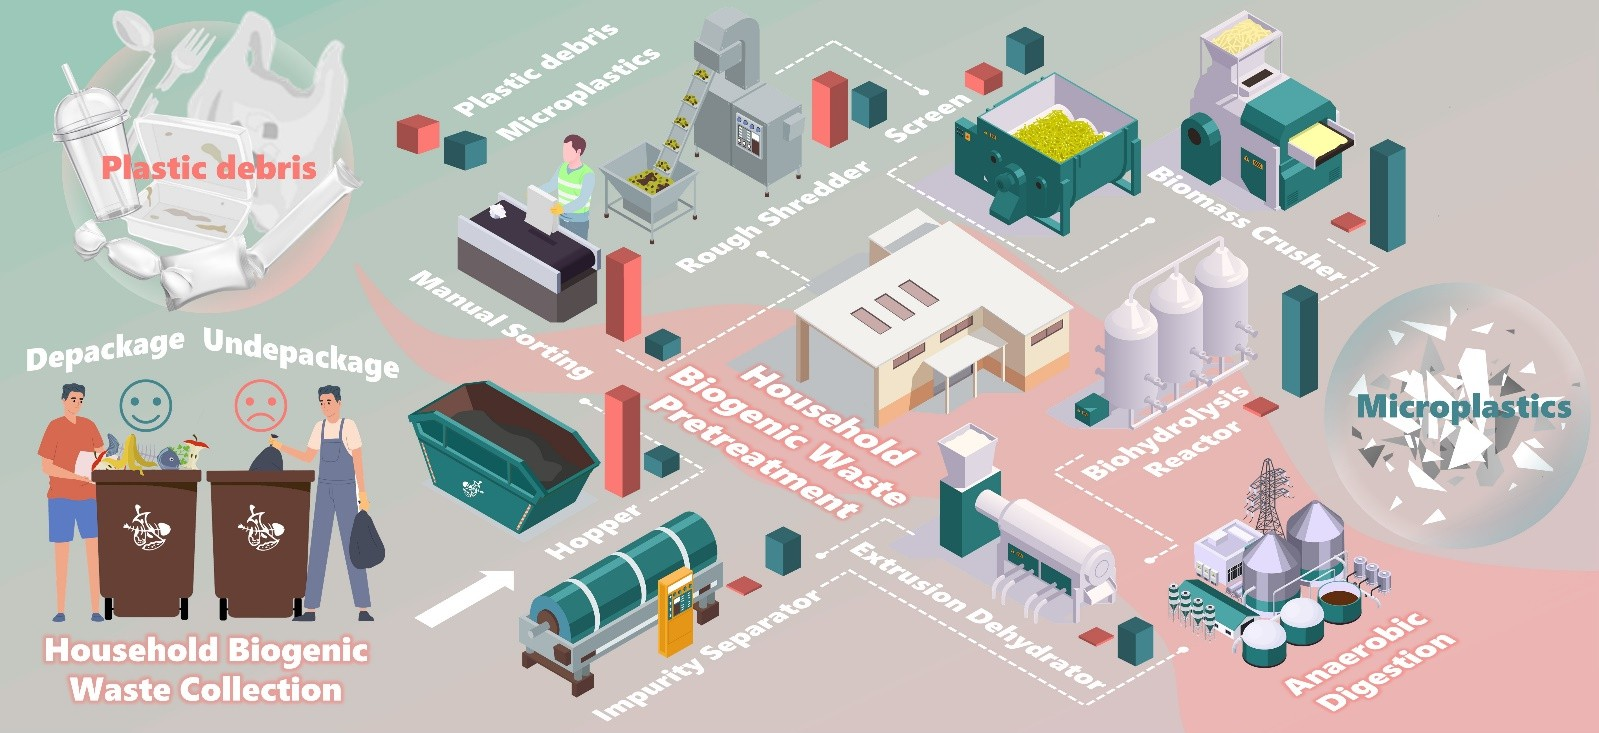 Plastic debris
Depackage
Undepackage
Household Biogenic
Waste Collection
Plastic debris
Microplastics
Hopper
Manual Sorting
Rough Shredder
Screen
Biomass Crusher
Biohydrolysis
Reactor
Extrusion Dehydrator
Impurity Separator
Household
Biogenic Waste
Pretreatment
Anaerobic
Digestion
Microplastics